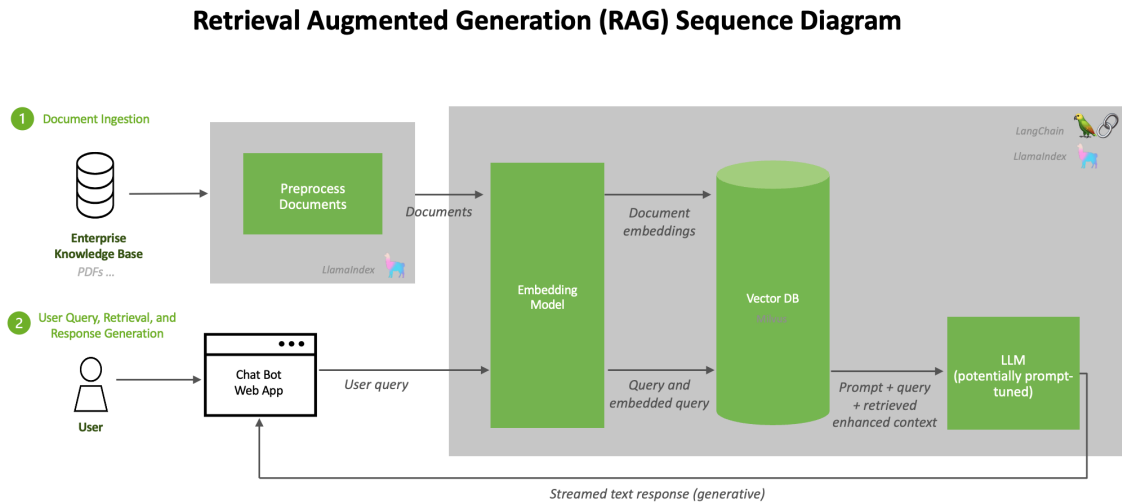 Retrieval Augmented Generation (RAG) Sequence Diagram
1
Document Ingestion
LangChain
LlamaIndex
Preprocess
Documents
Documents
Document
embeddings
Enterprise
Knowledge Base
PDFs ...
LlamaIndex
Embedding
Model
Vector DB
Milvus
2
User Query, Retrieval, and
Response Generation
Chat Bot
Web App
User query
Query and
embedded query
Prompt + query
+ retrieved
enhanced context
LLM
(potentially prompt-
tuned)
User
Streamed text response (generative)